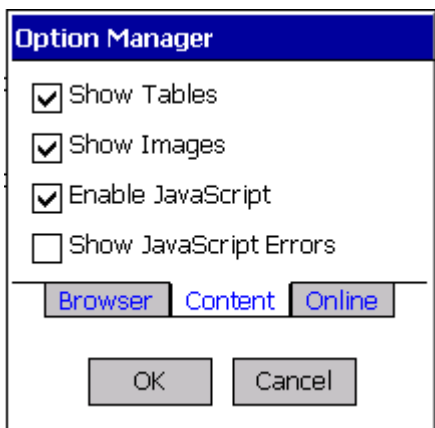 Option Manager
Show Tables
Show Images
Enable JavaScript
Show JavaScript Errors
Browser Content Online
OK Cancel